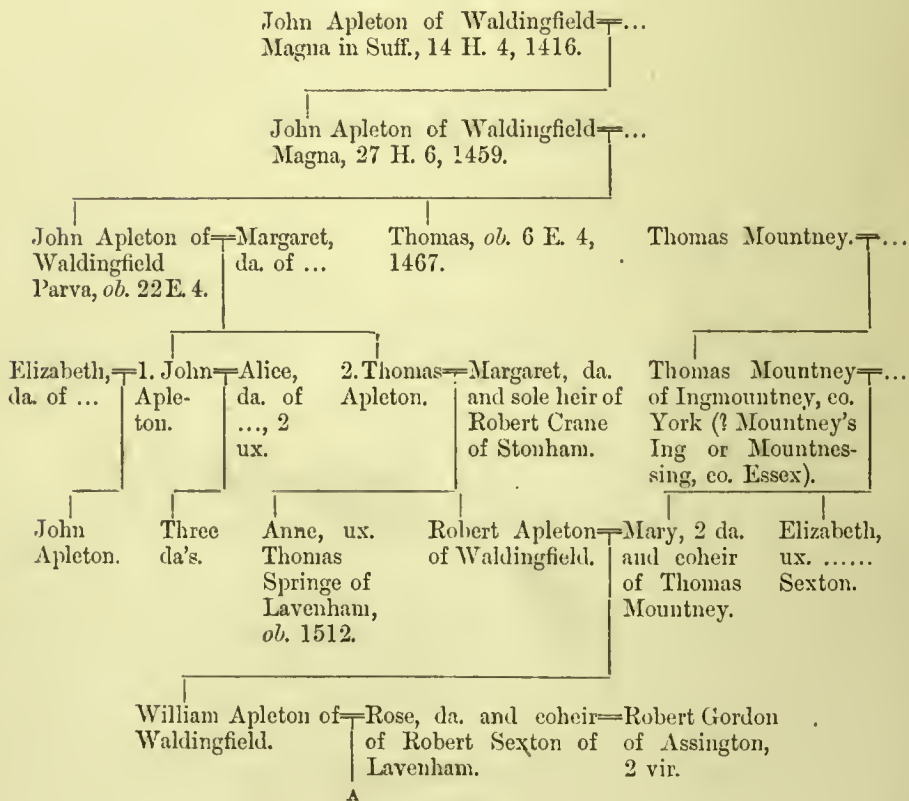 John Apleton of Waldingfield=...
Magna in Suff., 14 H. 4, 1416.
John Apleton of Waldingfield=...
Magna, 27 H. 6, 1459.
John Apleton of=Margaret,
Waldingfield da. of ...
Parva, ob. 22 E. 4.
Thomas, ob. 6 E. 4,
1467.
Thomas Mountney.=...
Elizabeth,=
da. of ...
1. John=
Aple-
ton.
Alice,
da. of
..., 2
ux.
2. Thomas=
Apleton.
Margaret, da.
and sole heir of
Robert Crane
of Stonham.
Thomas Mountney=...
of Ingmountney, co.
York (? Mountney's
Ing or Mountnes-
sing, co. Essex).
John
Apleton.
Three
da's.
Anne, ux.
Thomas
Springe of
Lavenham,
ob. 1512.
Robert Apleton=
of Waldingfield.
Mary, 2 da.
and coheir
of Thomas
Mountney.
Elizabeth,
ux. ......
Sexton.
William Apleton of=
Waldingfield.
Rose, da. and coheir=
of Robert Sexton of
Lavenham.
Robert Gordon
of Assington,
2 vir.
A